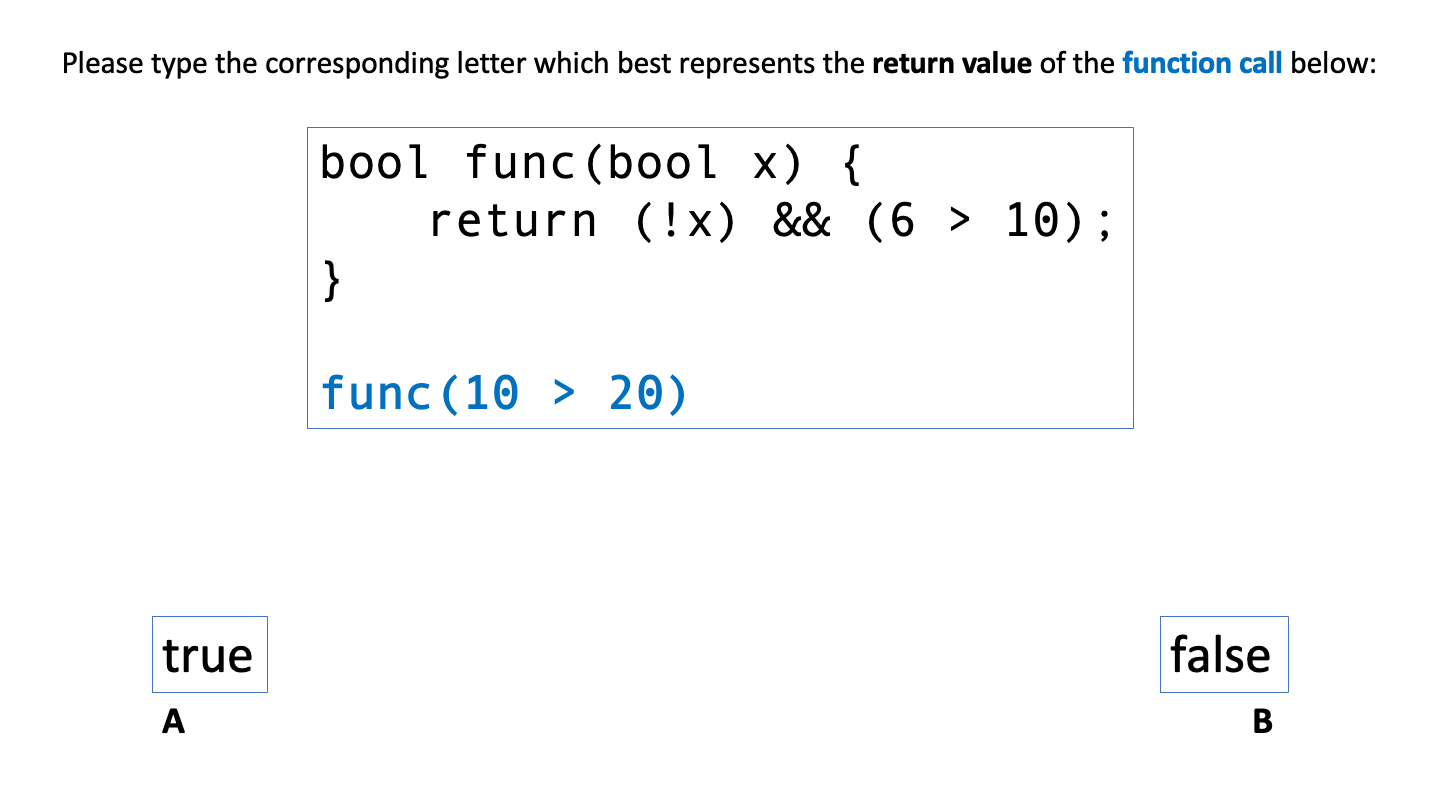 Please type the corresponding letter which best represents the return value of the function call below:
bool func(bool x) {
    return (!x) && (6 > 10);
}
func(10 > 20)
true
false
A
B